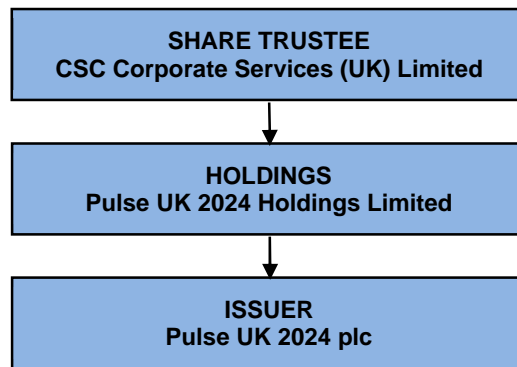 SHARE TRUSTEE
CSC Corporate Services (UK) Limited
HOLDINGS
Pulse UK 2024 Holdings Limited
ISSUER
Pulse UK 2024 plc